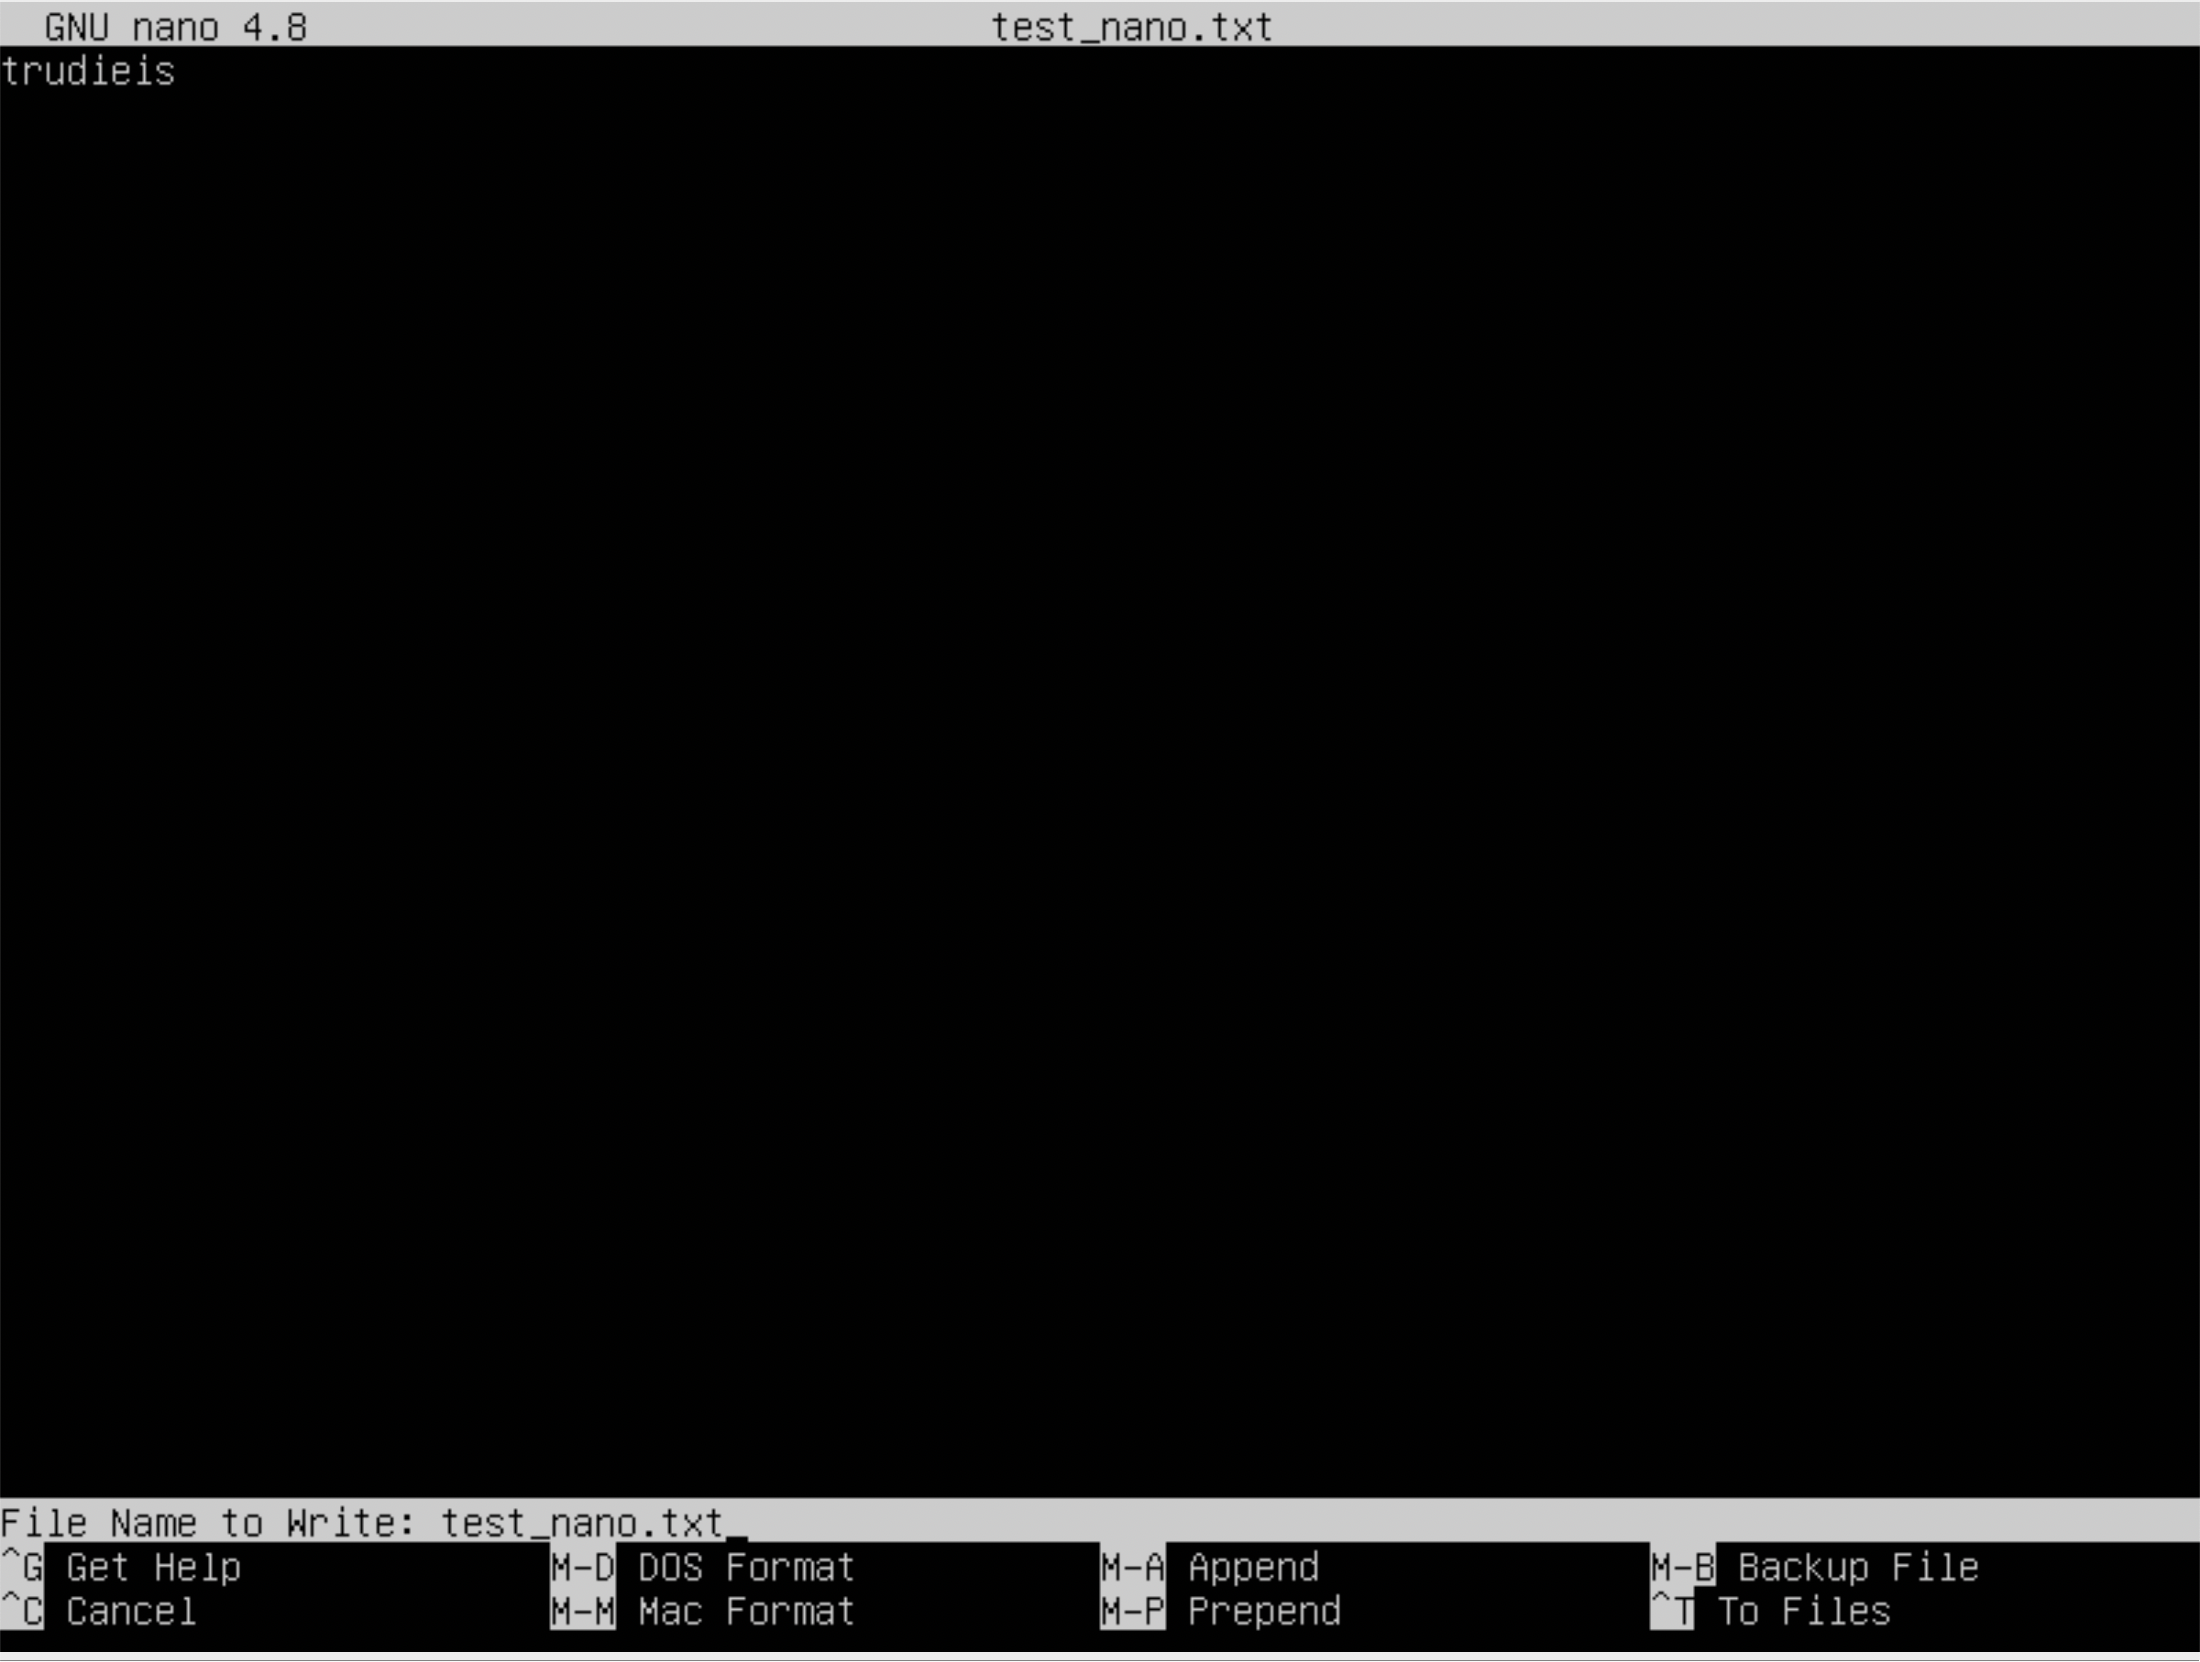 GNU nano 4.8 test_nano.txt
trudieis
File Name to Write: test_nano.txt_
^G Get Help M-D DOS Format M-A Append M-B Backup File
^C Cancel M-M Mac Format M-P Prepend ^T To Files